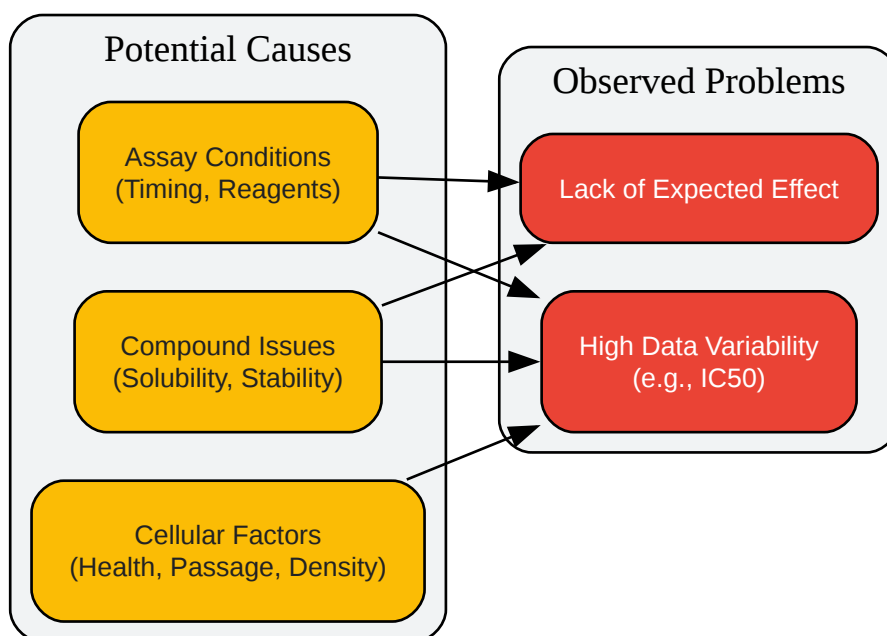 Potential Causes
Assay Conditions
(Timing, Reagents)
Compound Issues
(Solubility, Stability)
Cellular Factors
(Health, Passage, Density)
Observed Problems
Lack of Expected Effect
High Data Variability
(e.g., IC50)